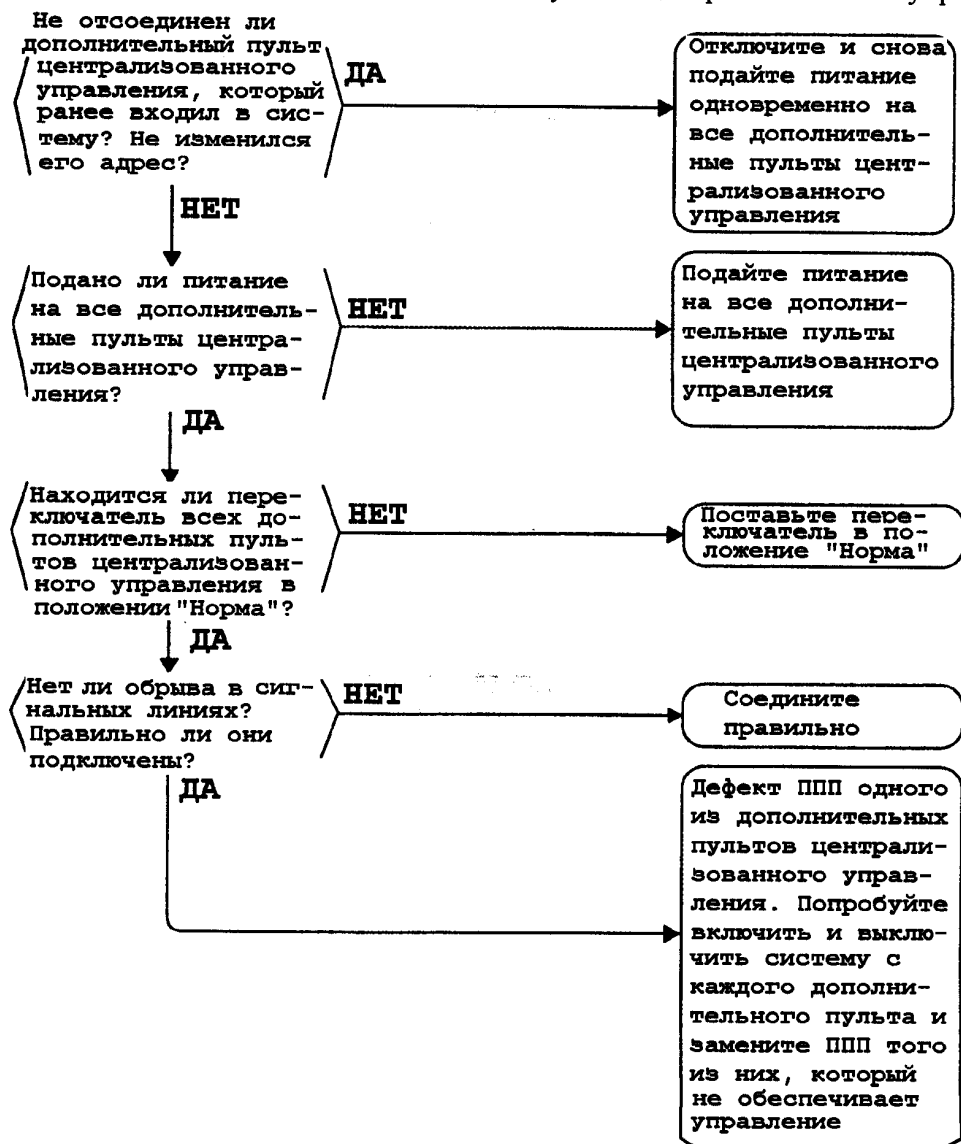 Не отсоединен ли
дополнительный пульт
централизованного
управления, который
ранее входил в сис-
тему? Не изменился
его адрес?
ДА
Отключите и снова
подайте питание
одновременно на
все дополнитель-
ные пульты цент-
рализованного
управления
НЕТ
Подано ли питание
на все дополнитель-
ные пульты центра-
лизованного управ-
ления?
НЕТ
Подайте питание
на все дополни-
тельные пульты
централизованного
управления
ДА
Находится ли пере-
ключатель всех до-
полнительных пуль-
тов централизован-
ного управления в
положении "Норма"?
НЕТ
Поставьте пере-
ключатель в по-
ложение "Норма"
ДА
Нет ли обрыва в сиг-
нальных линиях?
Правильно ли они
подключены?
НЕТ
Соедините
правильно
ДА
Дефект ППП одного
из дополнительных
пультов централи-
зованного управ-
ления. Попробуйте
включить и выклю-
чить систему с
каждого дополни-
тельного пульта и
замените ППП того
из них, который
не обеспечивает
управление